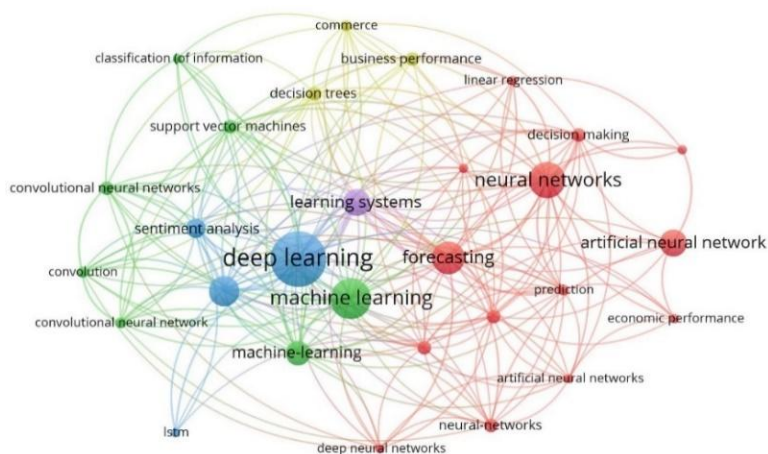 commerce
classification (of information
business performance
linear regression
decision trees
support vector machines
decision making
neural networks
convolutional neural networks
learning systems
sentiment analysis
artificial neural network
deep learning
forecasting
convolution
prediction
machine learning
economic performance
convolutional neural network
machine-learning
artificial neural networks
neural-networks
lstm
deep neural networks